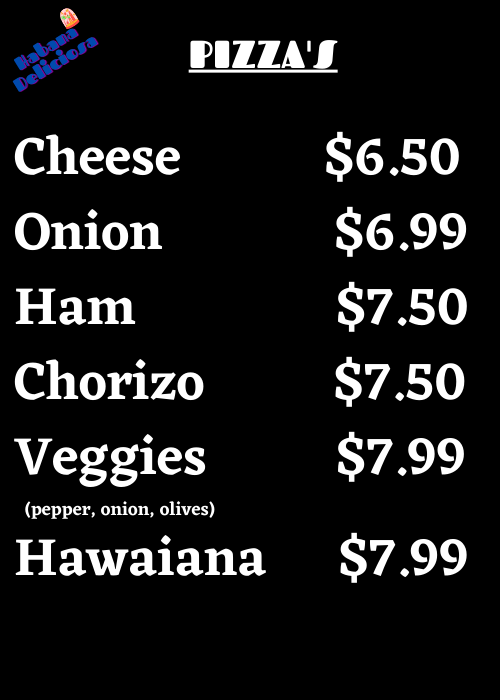 Habana
Deliciosa
PIZZA'S
Cheese $6.50
Onion $6.99
Ham $7.50
Chorizo $7.50
Veggies $7.99
(pepper, onion, olives)
Hawaiana $7.99